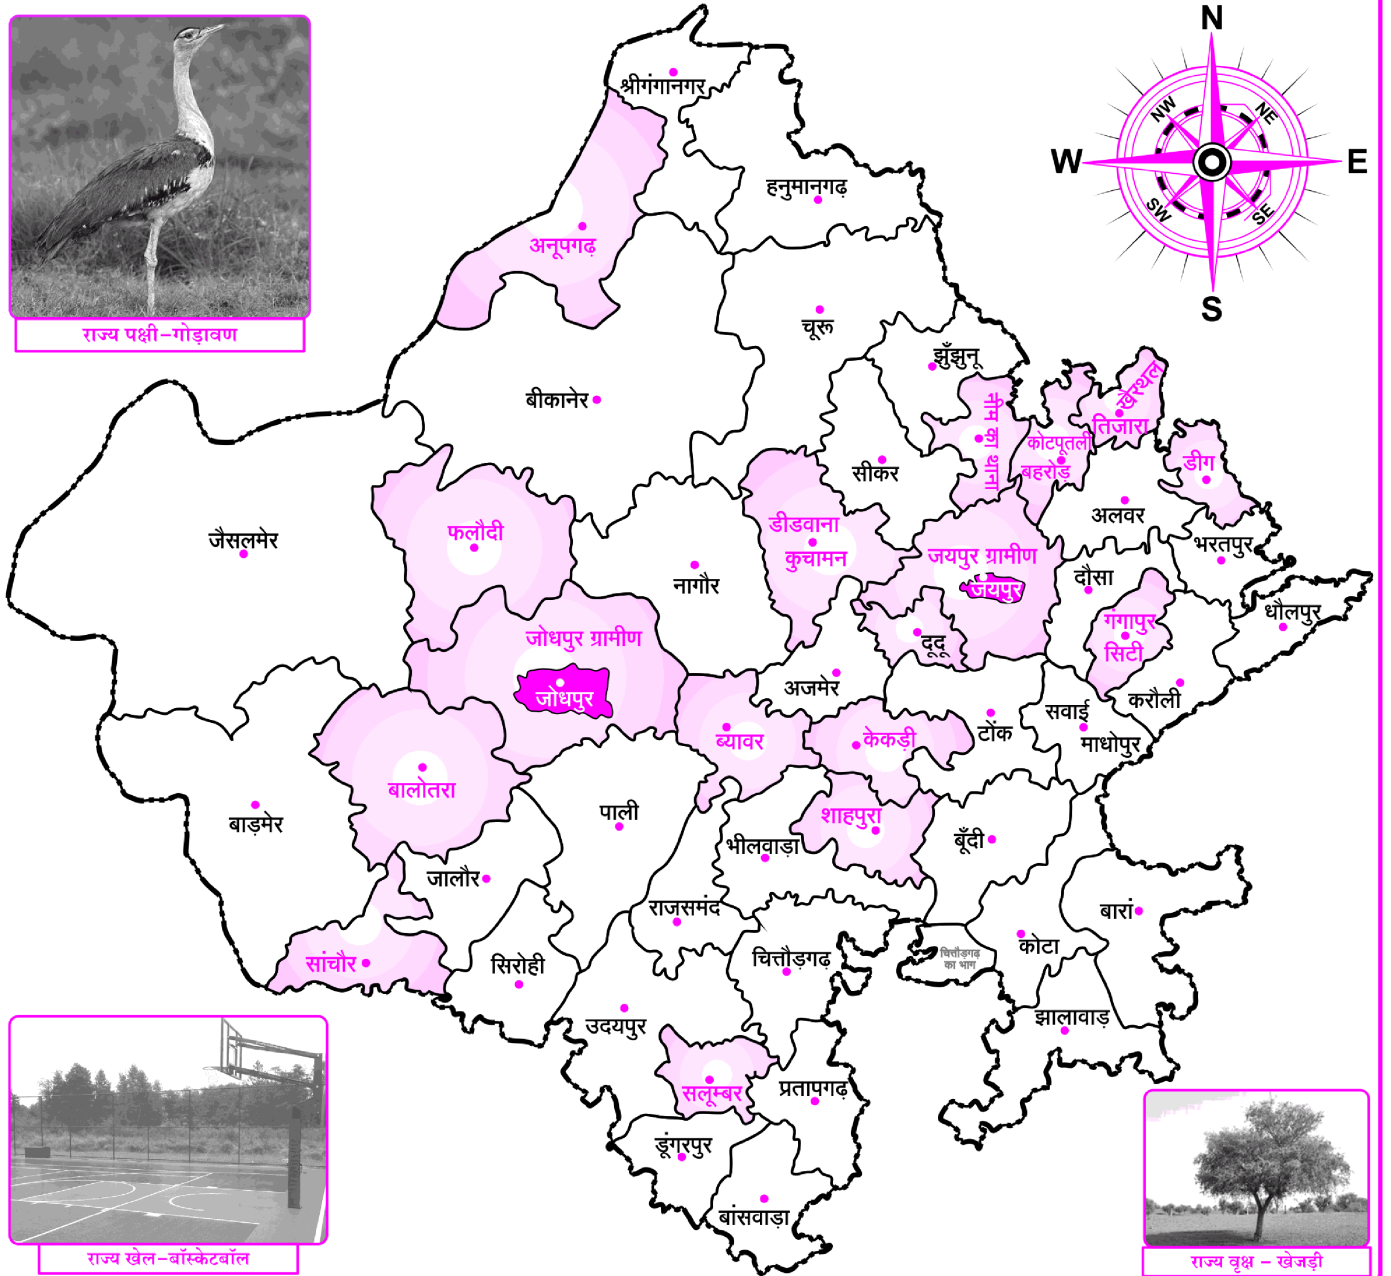 N
NW
NE
W
E
SW
SE
S
राज्य पक्षी-गोड़ावण
श्रीगंगानगर
हनुमानगढ़
अनूपगढ़
चूरू
झुँझुनू
बीकानेर
नीम का थाना
खैरथल
तिजारा
कोटपूतली
बहरोड़
डीग
सीकर
अलवर
भरतपुर
जैसलमेर
फलौदी
डीडवाना
कुचामन
नागौर
जयपुर ग्रामीण
जयपुर
दौसा
धौलपुर
गंगापुर
सिटी
जोधपुर ग्रामीण
जोधपुर
दूदू
अजमेर
करौली
सवाई
माधोपुर
टोंक
ब्यावर
केकड़ी
बालोतरा
बाड़मेर
पाली
शाहपुरा
भीलवाड़ा
बूँदी
जालौर
राजसमंद
बारां
कोटा
सांचौर
सिरोही
चित्तौड़गढ़
चित्तौड़गढ़
का भाग
उदयपुर
झालावाड़
सलूम्बर
प्रतापगढ़
डूंगरपुर
बांसवाड़ा
राज्य खेल-बॉस्केटबॉल
राज्य वृक्ष - खेजड़ी